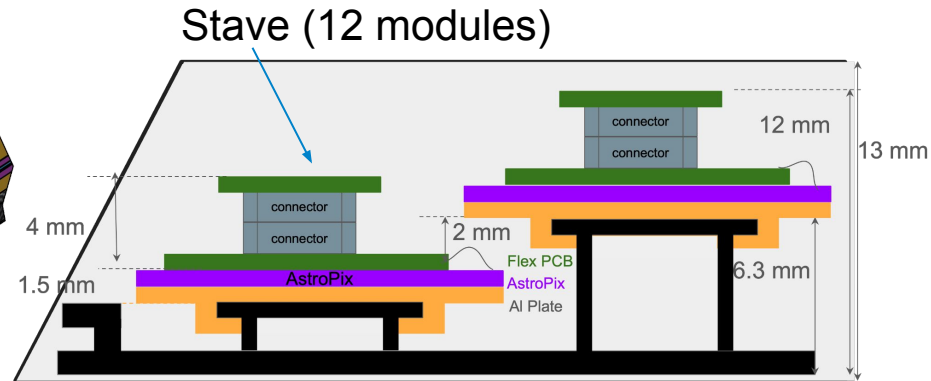 Stave (12 modules)
connector
connector
12 mm
13 mm
connector
connector
4 mm
2 mm
Flex PCB
AstroPix
AstroPix
Al Plate
1.5 mm
6.3 mm